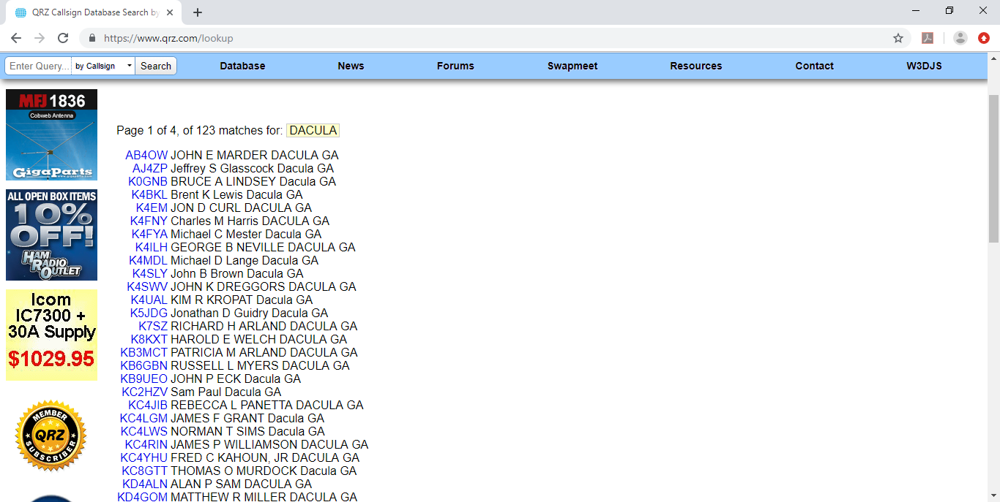 QRZ Callsign Database Search by
https://www.qrz.com/lookup
Enter Query... by Callsign Search Database News Forums Swapmeet Resources Contact W3DJS
MFJ 1836
Cobweb Antenna
GigaParts
www.gigaparts.com
ALL OPEN BOX ITEMS
10%
OFF!
HAM RADIO OUTLET
Icom
IC7300 +
30A Supply
$1029.95
MEMBER
QRZ
SUBSCRIBER
Page 1 of 4, of 123 matches for: DACULA
AB4OW JOHN E MARDER DACULA GA
AJ4ZP Jeffrey S Glasscock Dacula GA
K0GNB BRUCE A LINDSEY Dacula GA
K4BKL Brent K Lewis Dacula GA
K4EM JON D CURL DACULA GA
K4FNY Charles M Harris DACULA GA
K4FYA Michael C Mester Dacula GA
K4ILH GEORGE B NEVILLE DACULA GA
K4MDL Michael D Lange Dacula GA
K4SLY John B Brown Dacula GA
K4SWV JOHN K DREGGORS DACULA GA
K4UAL KIM R KROPAT Dacula GA
K5JDG Jonathan D Guidry Dacula GA
K7SZ RICHARD H ARLAND DACULA GA
K8KXT HAROLD E WELCH DACULA GA
KB3MCT PATRICIA M ARLAND DACULA GA
KB6GBN RUSSELL L MYERS DACULA GA
KB9UEO JOHN P ECK Dacula GA
KC2HZV Sam Paul Dacula GA
KC4JIB REBECCA L PANETTA DACULA GA
KC4LGM JAMES F GRANT Dacula GA
KC4LWS NORMAN T SIMS Dacula GA
KC4RIN JAMES P WILLIAMSON DACULA GA
KC4YHU FRED C KAHOUN, JR DACULA GA
KC8GTT THOMAS O MURDOCK Dacula GA
KD4ALN ALAN P SAM DACULA GA
KD4GOM MATTHEW R MILLER DACULA GA